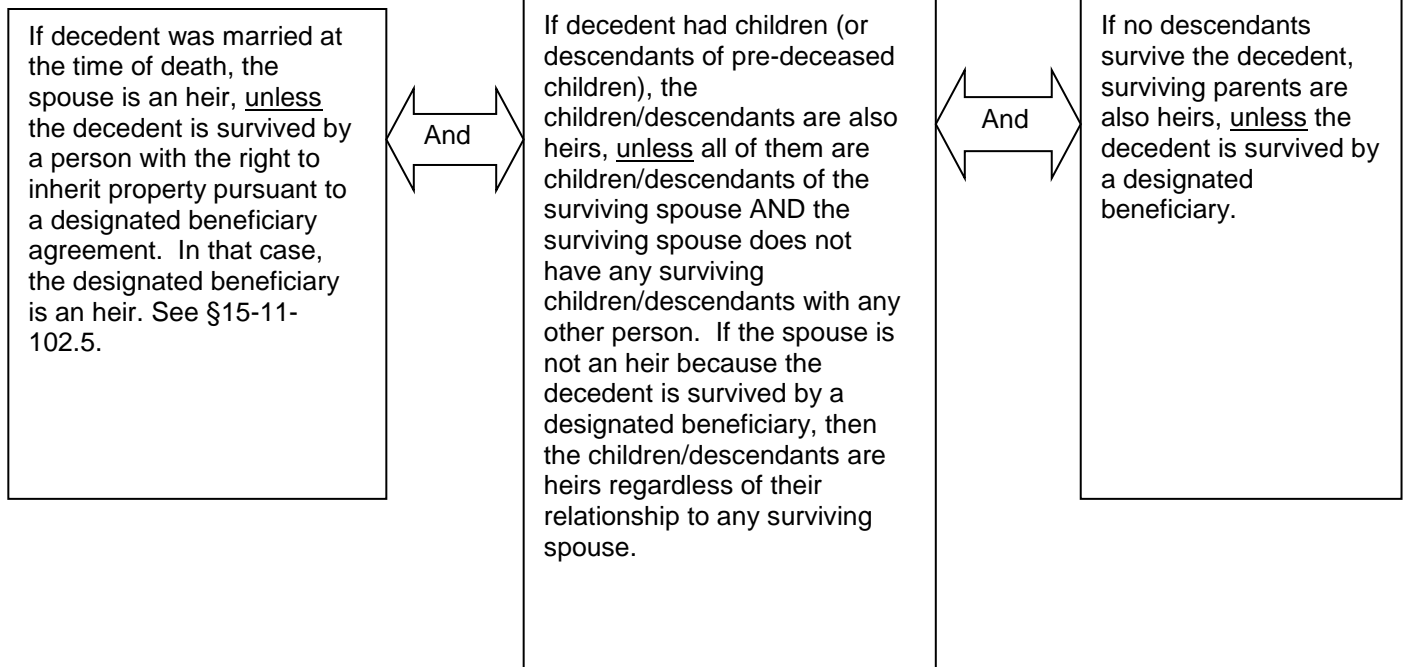 If decedent was married at
the time of death, the
spouse is an heir, unless
the decedent is survived by
a person with the right to
inherit property pursuant to
a designated beneficiary
agreement.  In that case,
the designated beneficiary
is an heir. See §15-11-
102.5.
And
If decedent had children (or
descendants of pre-deceased
children), the
children/descendants are also
heirs, unless all of them are
children/descendants of the
surviving spouse AND the
surviving spouse does not
have any surviving
children/descendants with any
other person.  If the spouse is
not an heir because the
decedent is survived by a
designated beneficiary, then
the children/descendants are
heirs regardless of their
relationship to any surviving
spouse.
And
If no descendants
survive the decedent,
surviving parents are
also heirs, unless the
decedent is survived by
a designated
beneficiary.